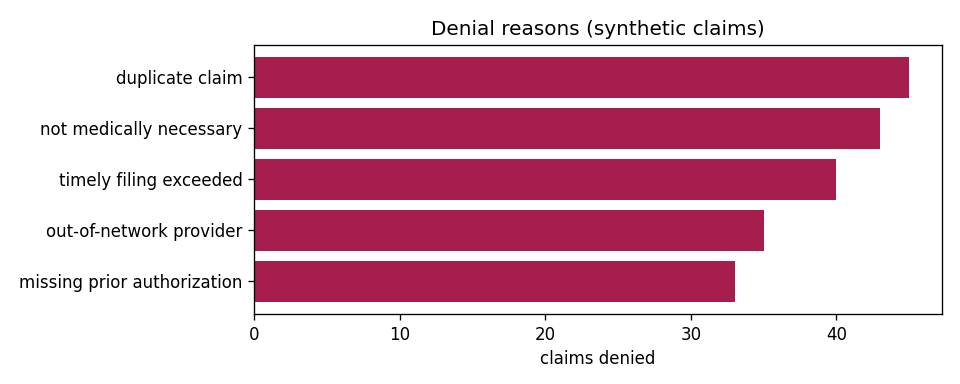 Denial reasons (synthetic claims)
duplicate claim
not medically necessary
timely filing exceeded
out-of-network provider
missing prior authorization
0 10 20 30 40
claims denied